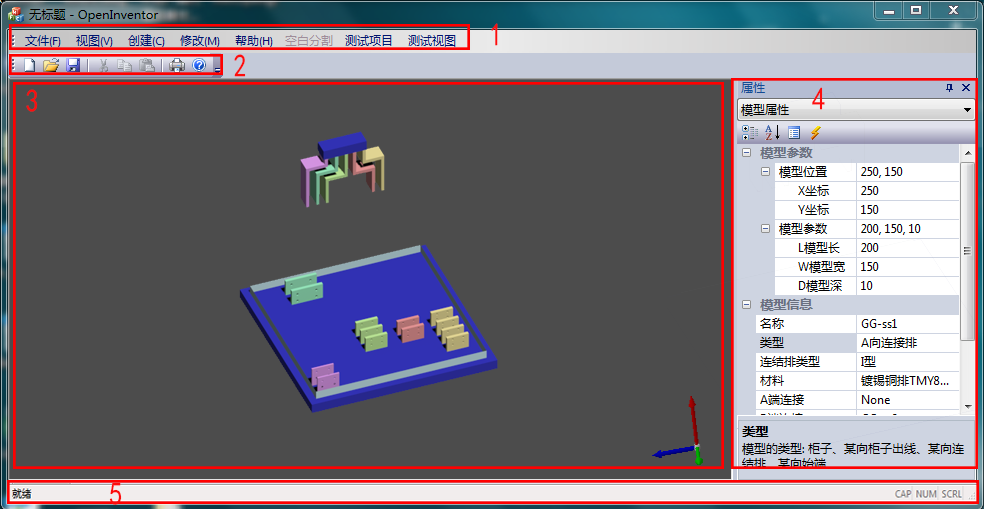 无标题 - OpenInventor
文件(F) 视图(V) 创建(C) 修改(M) 帮助(H) 空白分割 测试项目 测试视图 1
2
3
属性
4
模型属性
模型参数
模型位置 250, 150
X坐标 250
Y坐标 150
模型参数 200, 150, 10
L模型长 200
W模型宽 150
D模型深 10
模型信息
名称 GG-ss1
类型 A向连接排
连结排类型 I型
材料 镀锡铜排TMY8...
A端连接 None
类型
模型的类型: 柜子、某向柜子出线、某向连
结排、某向始端
就绪 5 CAP NUM SCRL